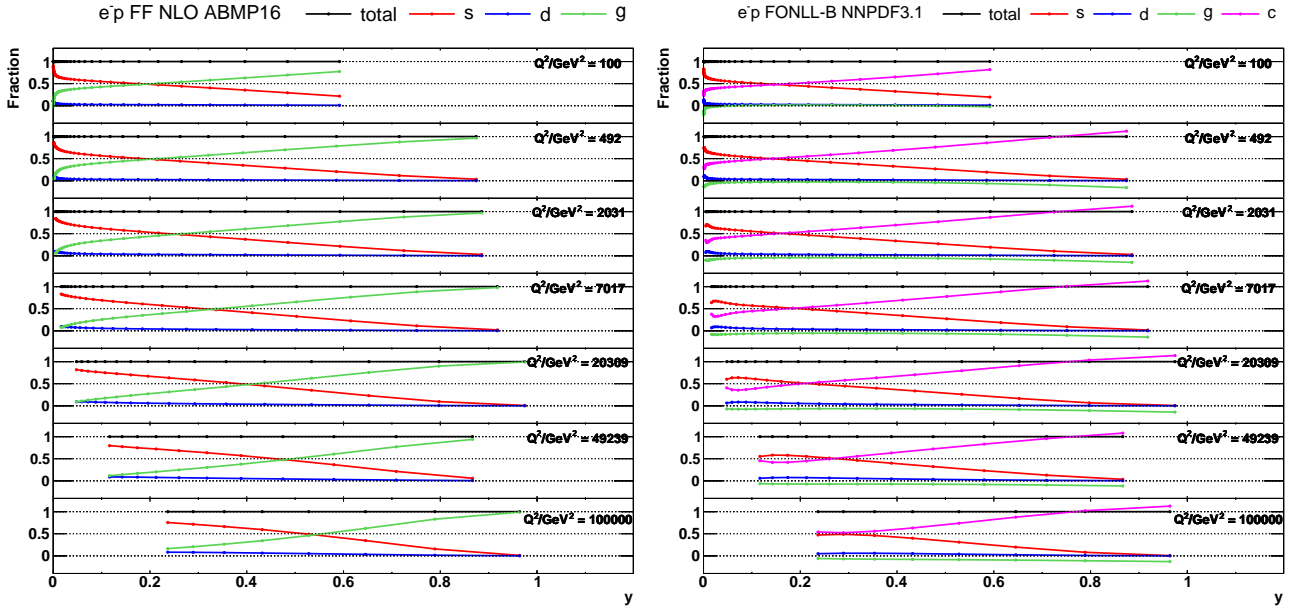 e⁻p FF NLO ABMP16 total s d g
Fraction
Q²/GeV² = 100
1
0.5
0
Q²/GeV² = 492
1
0.5
0
Q²/GeV² = 2031
1
0.5
0
Q²/GeV² = 7017
1
0.5
0
Q²/GeV² = 20309
1
0.5
0
Q²/GeV² = 49239
1
0.5
0
Q²/GeV² = 100000
1
0.5
0
0 0.2 0.4 0.6 0.8 1
y
e⁻p FONLL-B NNPDF3.1 total s d g c
Fraction
Q²/GeV² = 100
1
0.5
0
Q²/GeV² = 492
1
0.5
0
Q²/GeV² = 2031
1
0.5
0
Q²/GeV² = 7017
1
0.5
0
Q²/GeV² = 20309
1
0.5
0
Q²/GeV² = 49239
1
0.5
0
Q²/GeV² = 100000
1
0.5
0
0 0.2 0.4 0.6 0.8 1
y